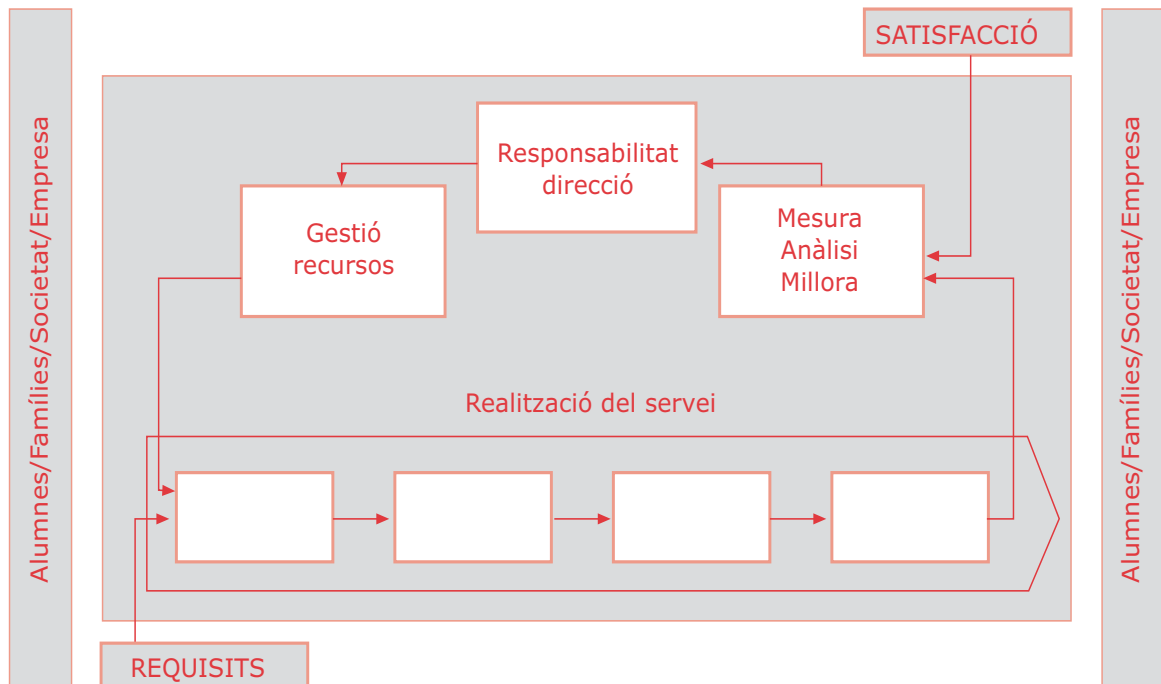 SATISFACCIÓ
Alumnes/Famílies/Societat/Empresa
Responsabilitat
direcció
Gestió
recursos
Mesura
Anàlisi
Millora
Alumnes/Famílies/Societat/Empresa
Realització del servei
REQUISITS